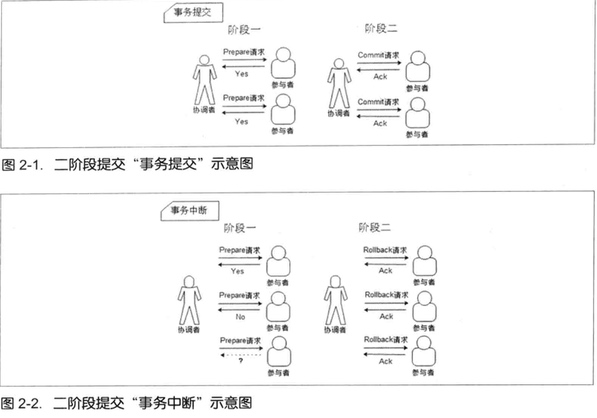 事务提交
阶段一
阶段二
Prepare请求
Yes
参与者
Prepare请求
Yes
参与者
协调者
Commit请求
Ack
参与者
Commit请求
Ack
参与者
协调者
图 2-1. 二阶段提交“事务提交”示意图
事务中断
阶段一
阶段二
Prepare请求
Yes
参与者
Prepare请求
No
参与者
Prepare请求
?
参与者
协调者
Rollback请求
Ack
参与者
Rollback请求
Ack
参与者
Rollback请求
Ack
参与者
协调者
图 2-2. 二阶段提交“事务中断”示意图